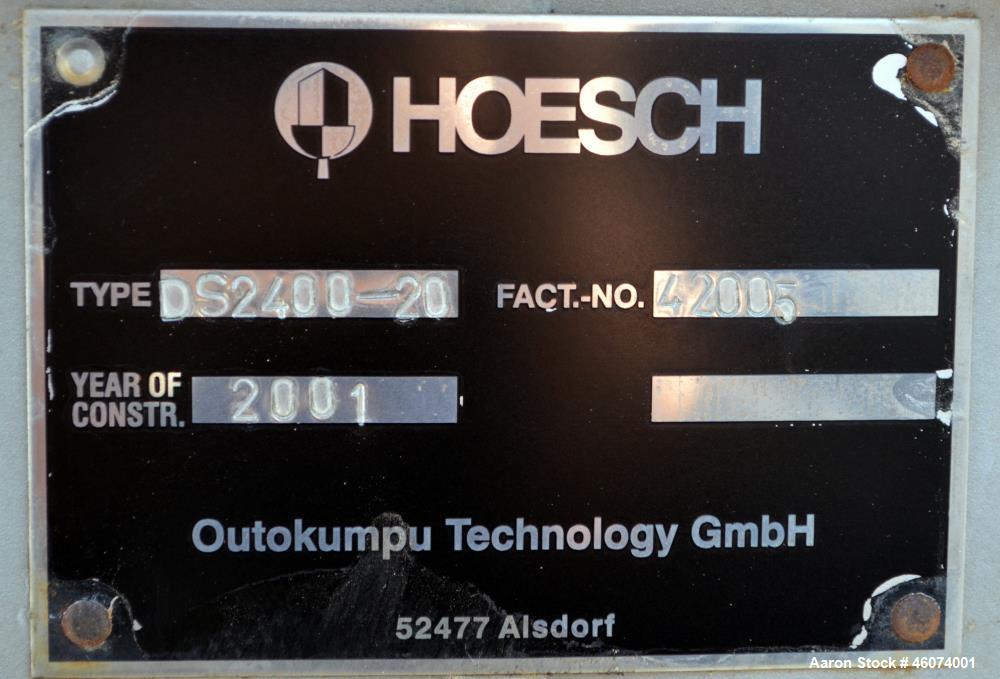 HOESCH
TYPE DS2400-20 FACT.-NO. 42005
YEAR OF
CONSTR. 2001
Outokumpu Technology GmbH
52477 Alsdorf
Aaron Stock # 46074001